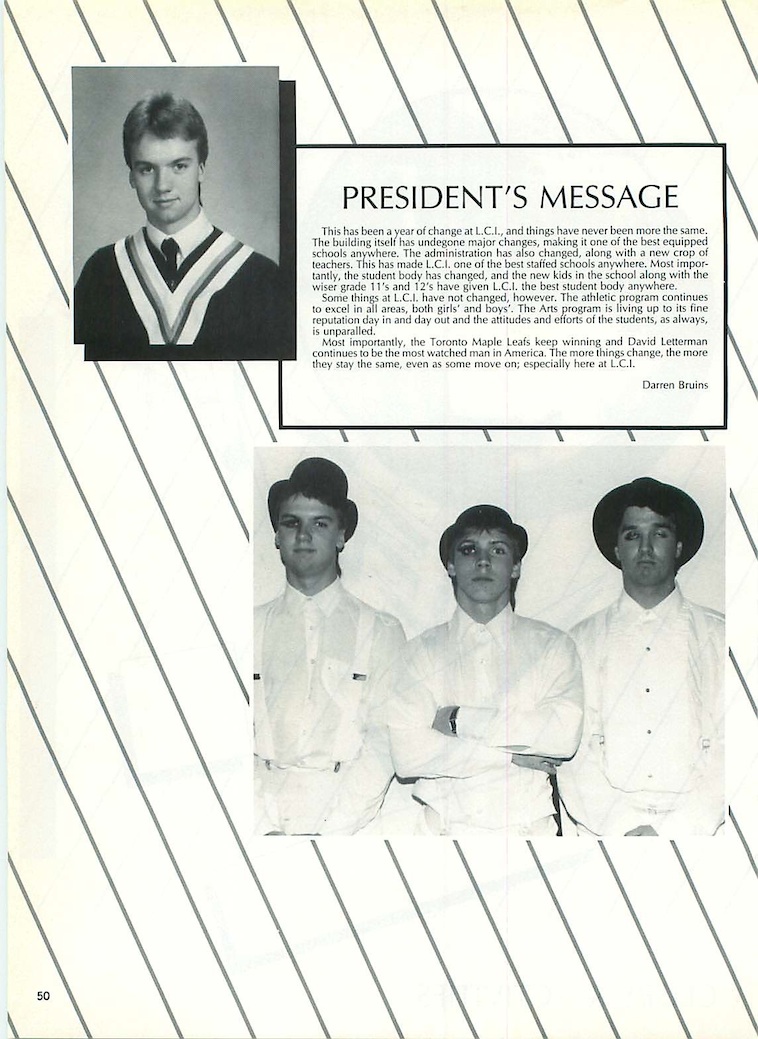 PRESIDENT'S MESSAGE
This has been a year of change at L.C.I., and things have never been more the same.
The building itself has undegone major changes, making it one of the best equipped
schools anywhere. The administration has also changed, along with a new crop of
teachers. This has made L.C.I. one of the best staffed schools anywhere. Most impor-
tantly, the student body has changed, and the new kids in the school along with the
wiser grade 11's and 12's have given L.C.I. the best student body anywhere.
Some things at L.C.I. have not changed, however. The athletic program continues
to excel in all areas, both girls' and boys'. The Arts program is living up to its fine
reputation day in and day out and the attitudes and efforts of the students, as always,
is unparalled.
Most importantly, the Toronto Maple Leafs keep winning and David Letterman
continues to be the most watched man in America. The more things change, the more
they stay the same, even as some move on; especially here at L.C.I.
Darren Bruins
50